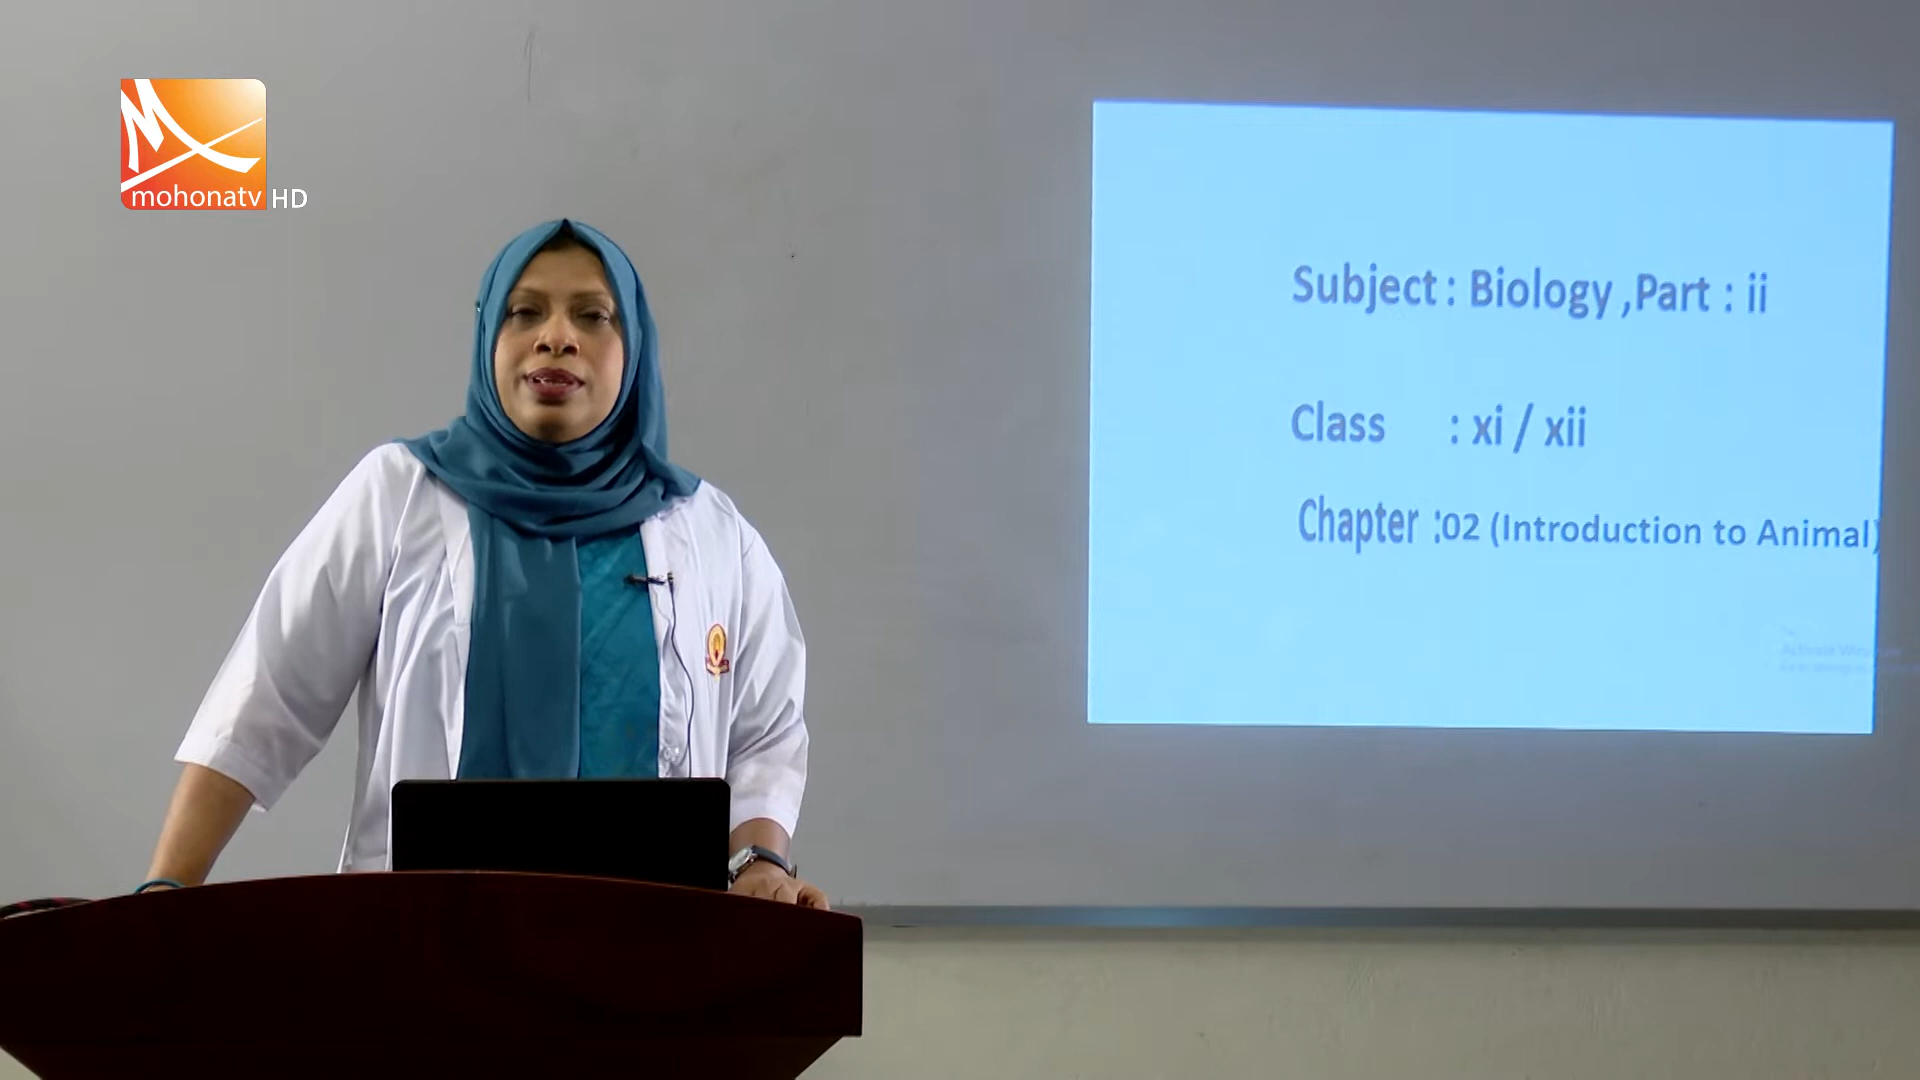 mohonatv HD
Subject : Biology ,Part : ii
Class : xi / xii
Chapter :02 (Introduction to Animal)